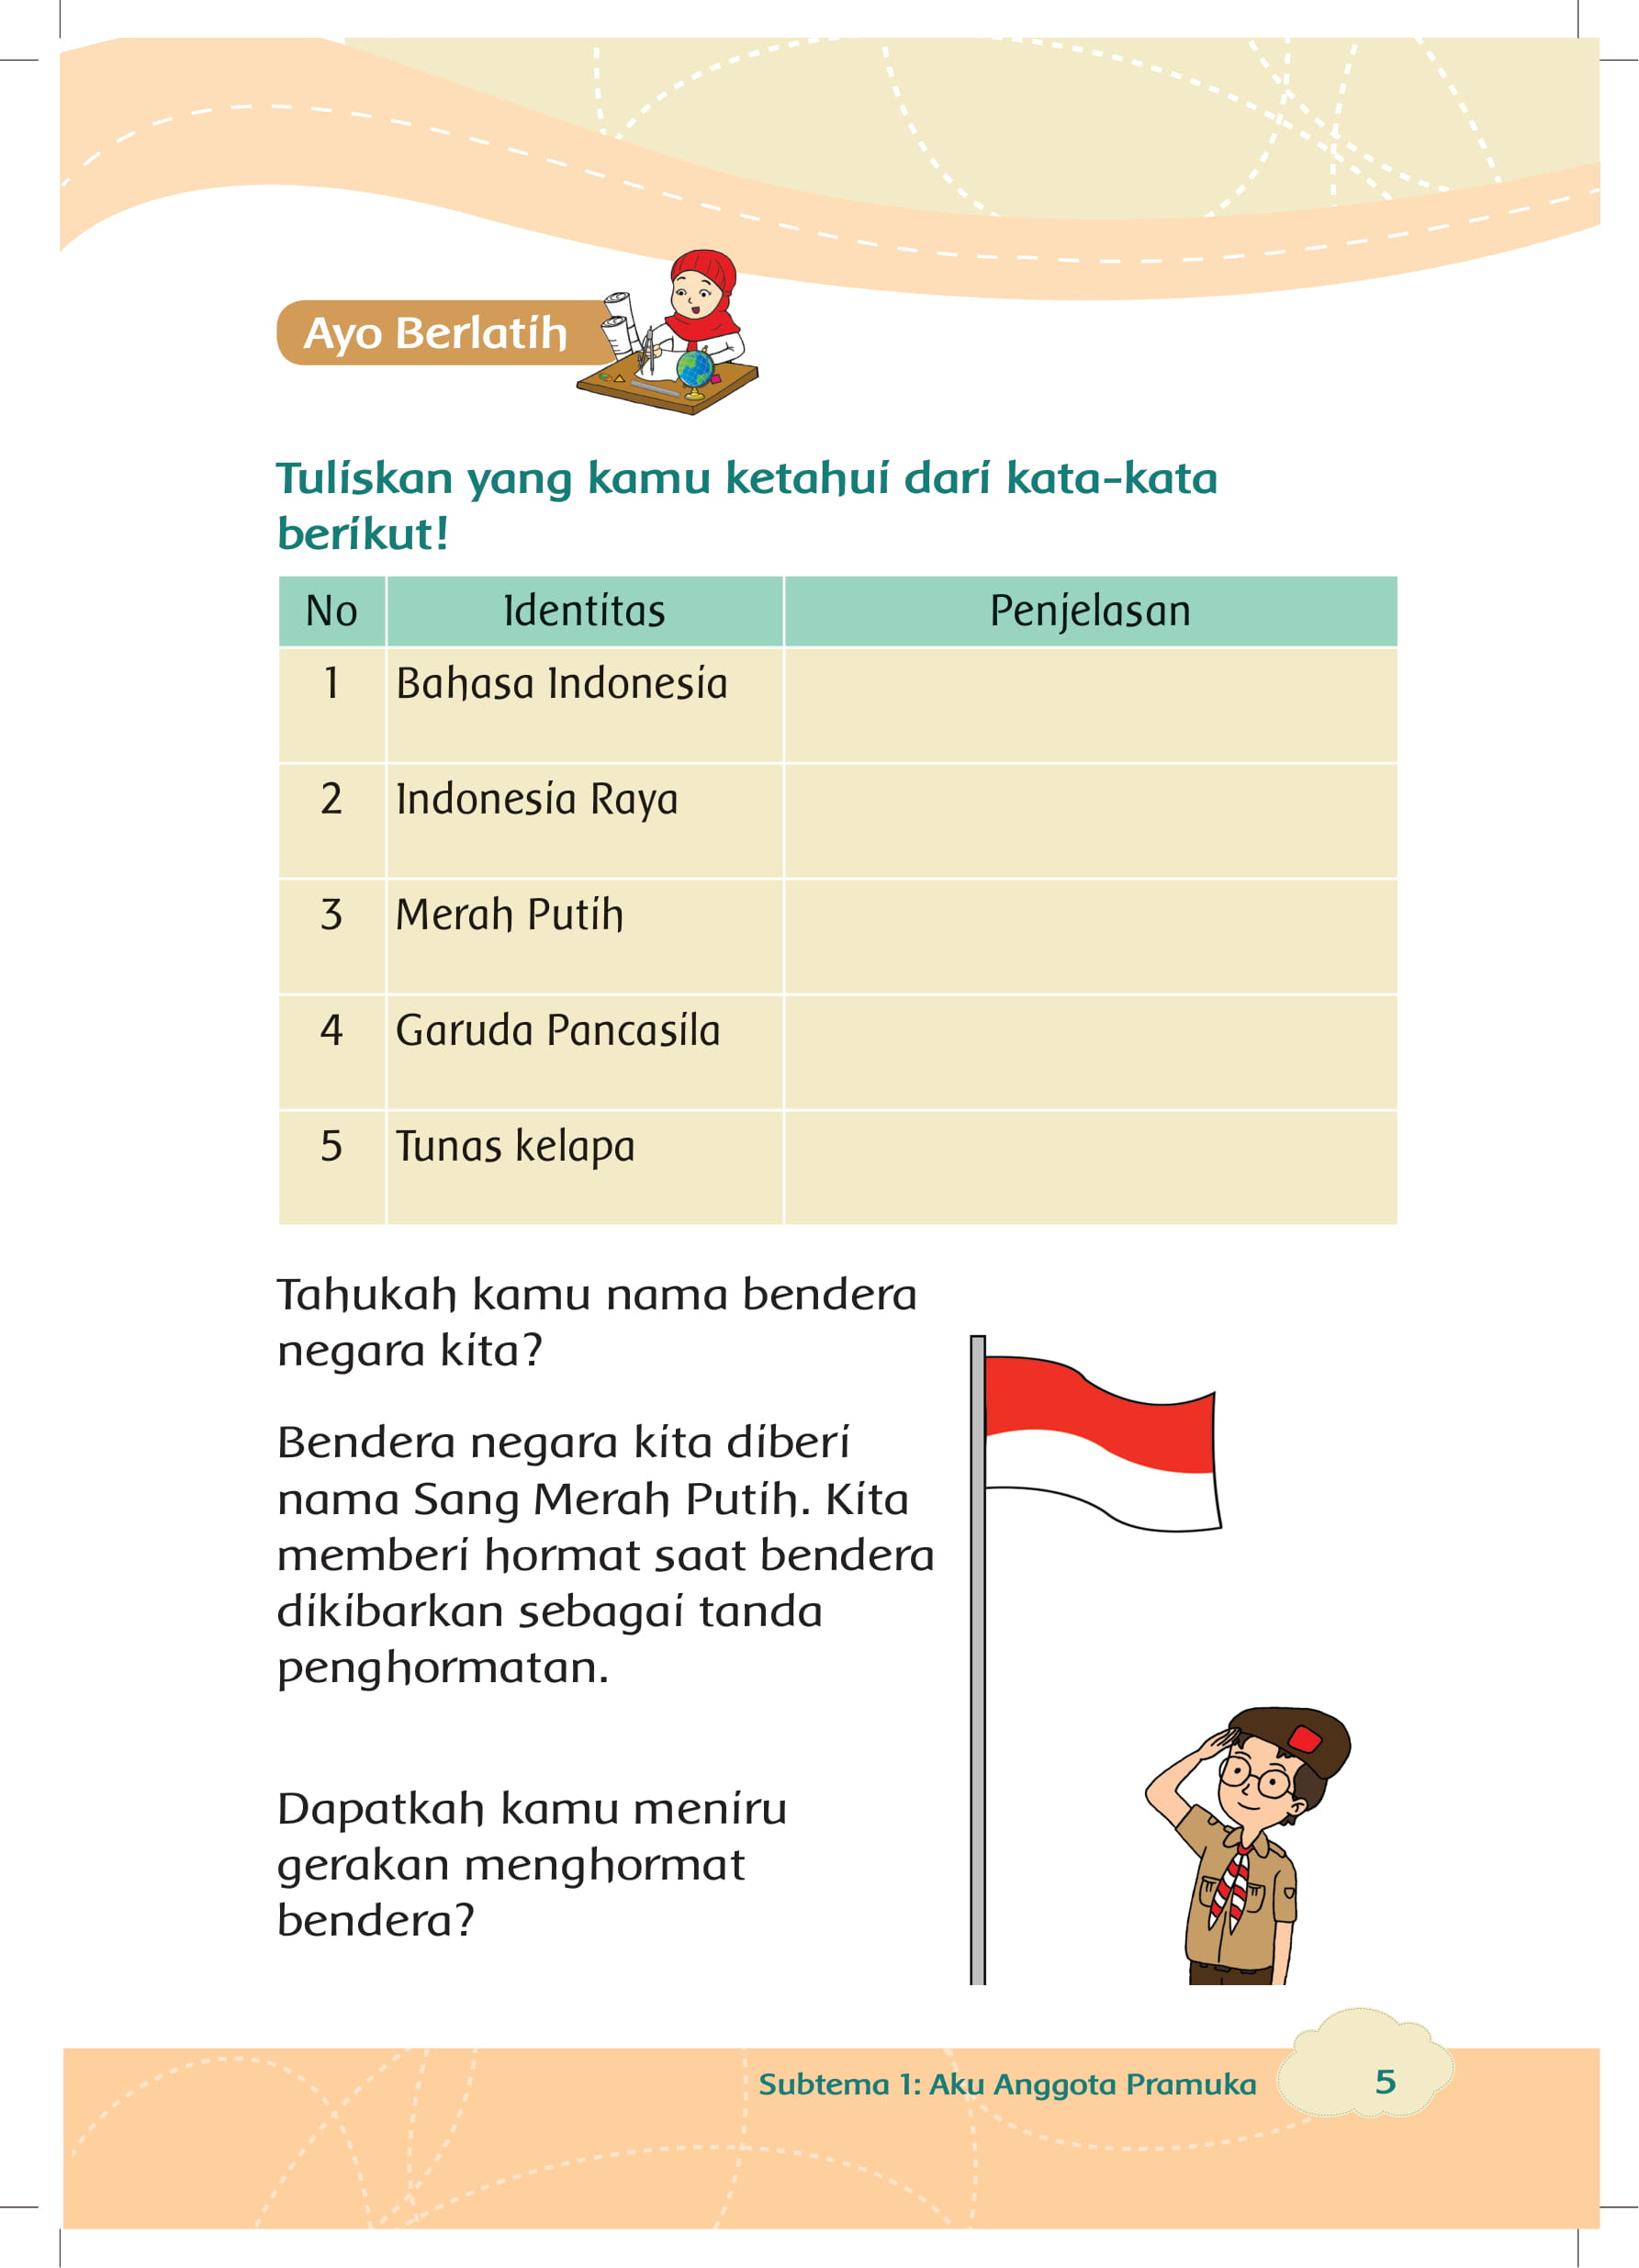 Ayo Berlatih
Tuliskan yang kamu ketahui dari kata-kata
berikut!
No Identitas Penjelasan
1 Bahasa Indonesia
2 Indonesia Raya
3 Merah Putih
4 Garuda Pancasila
5 Tunas kelapa
Tahukah kamu nama bendera
negara kita?
Bendera negara kita diberi
nama Sang Merah Putih. Kita
memberi hormat saat bendera
dikibarkan sebagai tanda
penghormatan.
Dapatkah kamu meniru
gerakan menghormat
bendera?
Subtema 1: Aku Anggota Pramuka 5